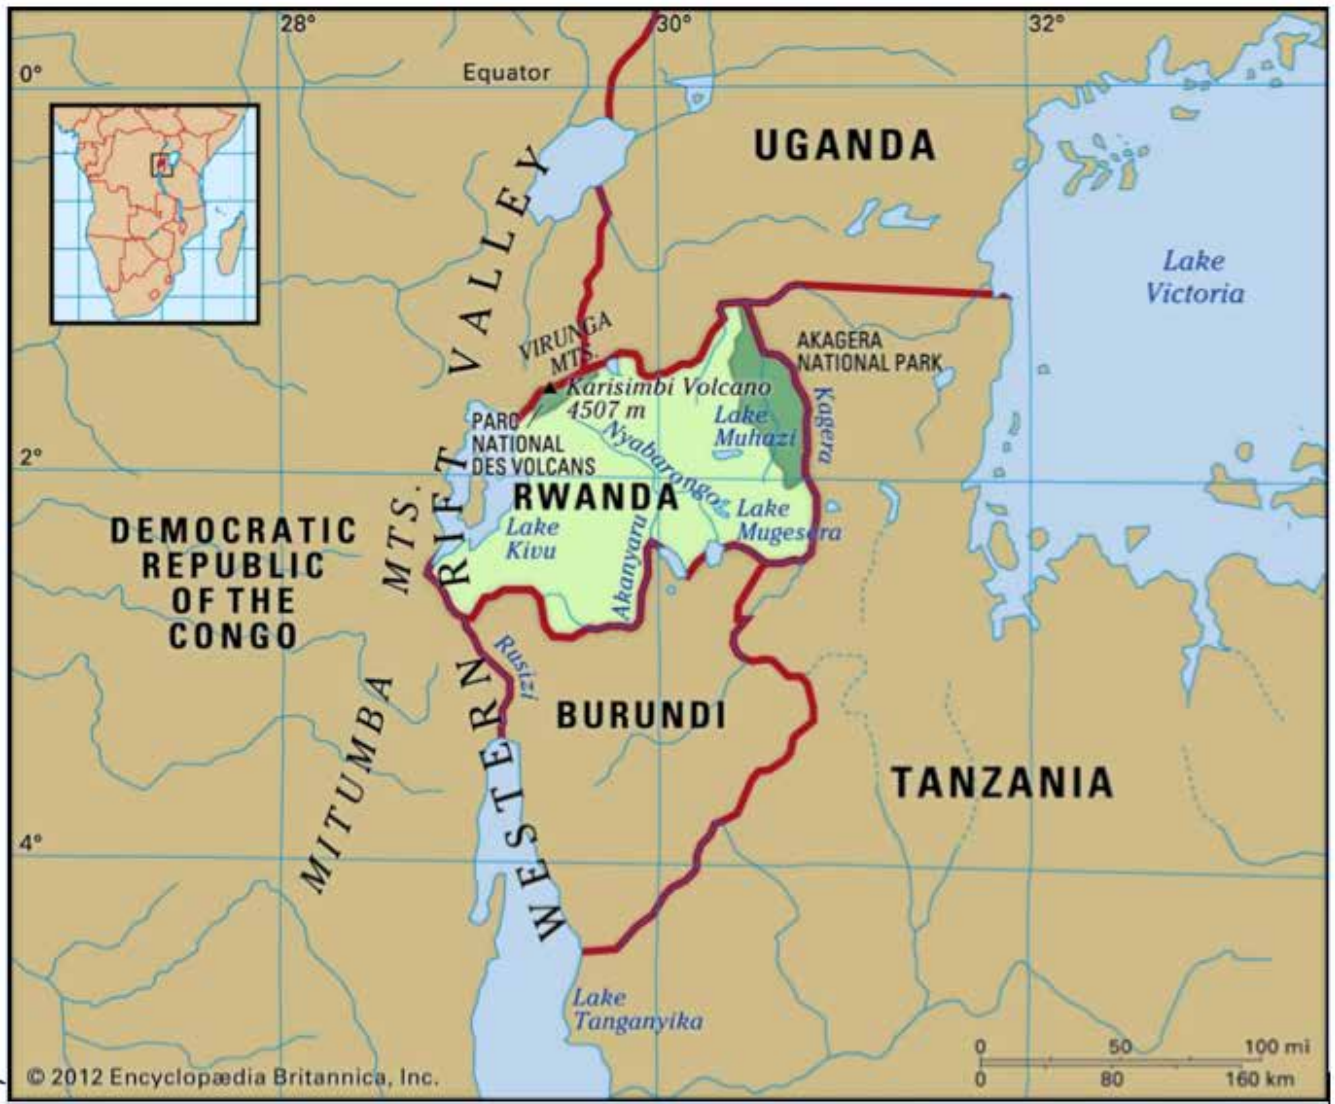 28°
30°
32°
0°
Equator
UGANDA
Lake
Victoria
VIRUNGA
MTS.
AKAGERA
NATIONAL PARK
Karisimbi Volcano
4507 m
PARC
NATIONAL
DES VOLCANS
Lake
Muhazi
Kagera
Nyabarongo
2°
RWANDA
Lake
Kivu
Lake
Mugesera
Akanyaru
DEMOCRATIC
REPUBLIC
OF THE
CONGO
MITUMBA MTS.
WESTERN RIFT VALLEY
Rusizi
BURUNDI
TANZANIA
4°
Lake
Tanganyika
0 50 100 mi
0 80 160 km
© 2012 Encyclopædia Britannica, Inc.